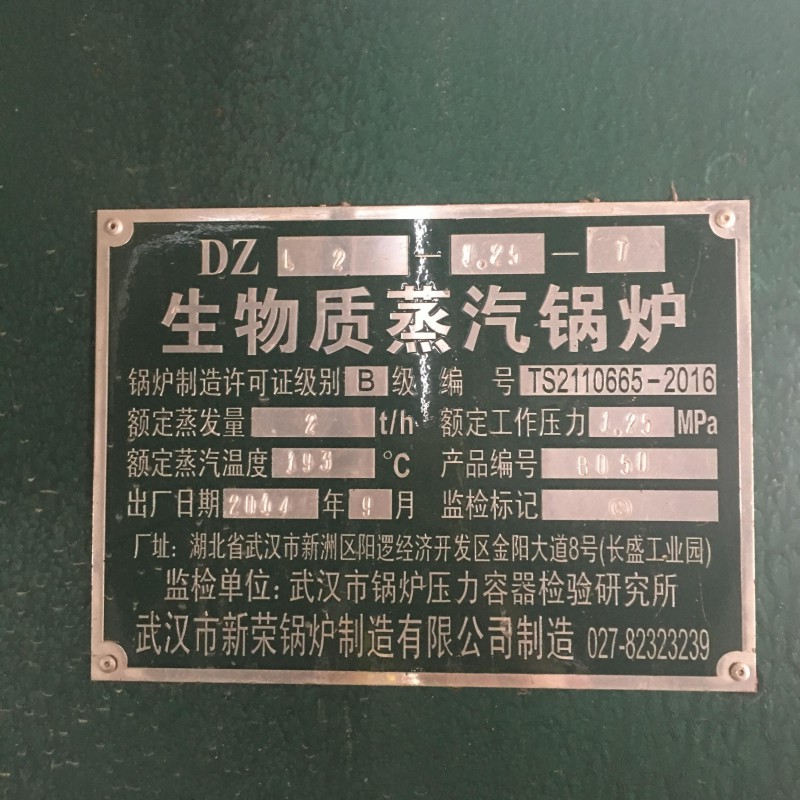 DZ L 2 — 1.25 — T
生物质蒸汽锅炉
锅炉制造许可证级别 B 级 编 号 TS2110665-2016
额定蒸发量 2 t/h 额定工作压力 1.25 MPa
额定蒸汽温度 193 °C 产品编号 8050
出厂日期 2014 年 9 月 监检标记
厂址：湖北省武汉市新洲区阳逻经济开发区金阳大道8号(长盛工业园)
监检单位：武汉市锅炉压力容器检验研究所
武汉市新荣锅炉制造有限公司制造 027-82323239